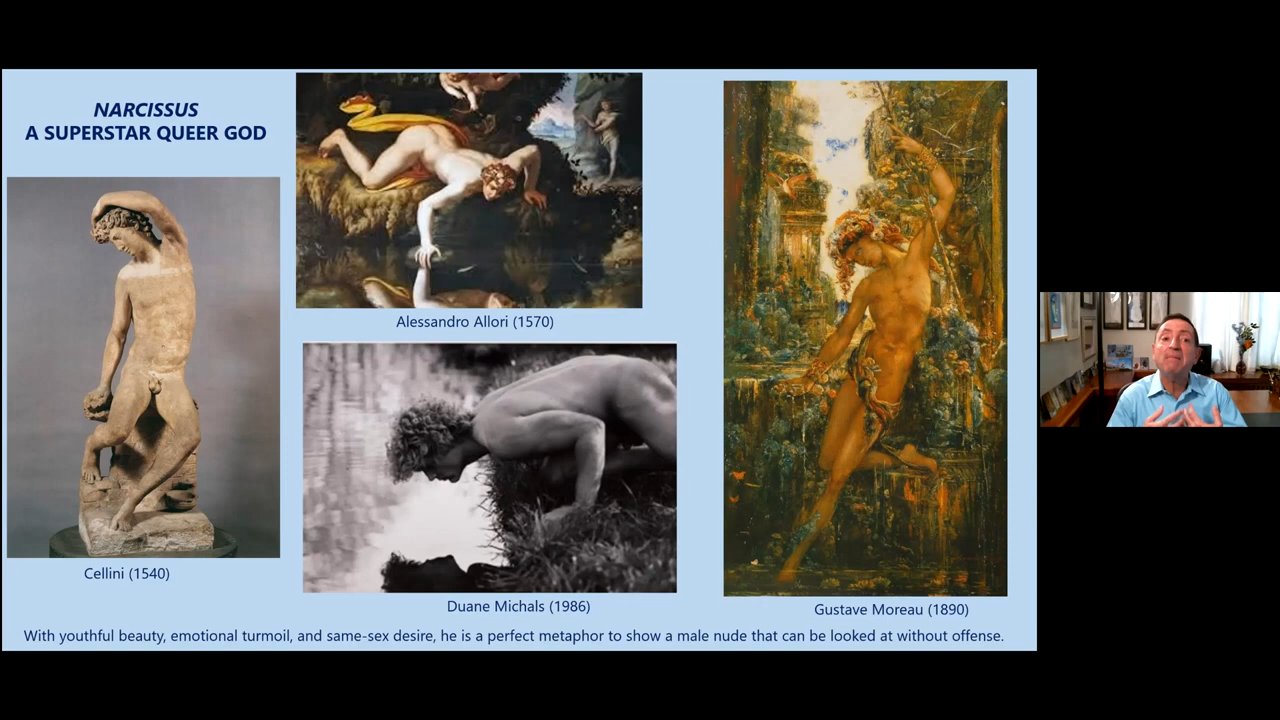 NARCISSUS
A SUPERSTAR QUEER GOD
Cellini (1540)
Alessandro Allori (1570)
Duane Michals (1986)
Gustave Moreau (1890)
With youthful beauty, emotional turmoil, and same-sex desire, he is a perfect metaphor to show a male nude that can be looked at without offense.